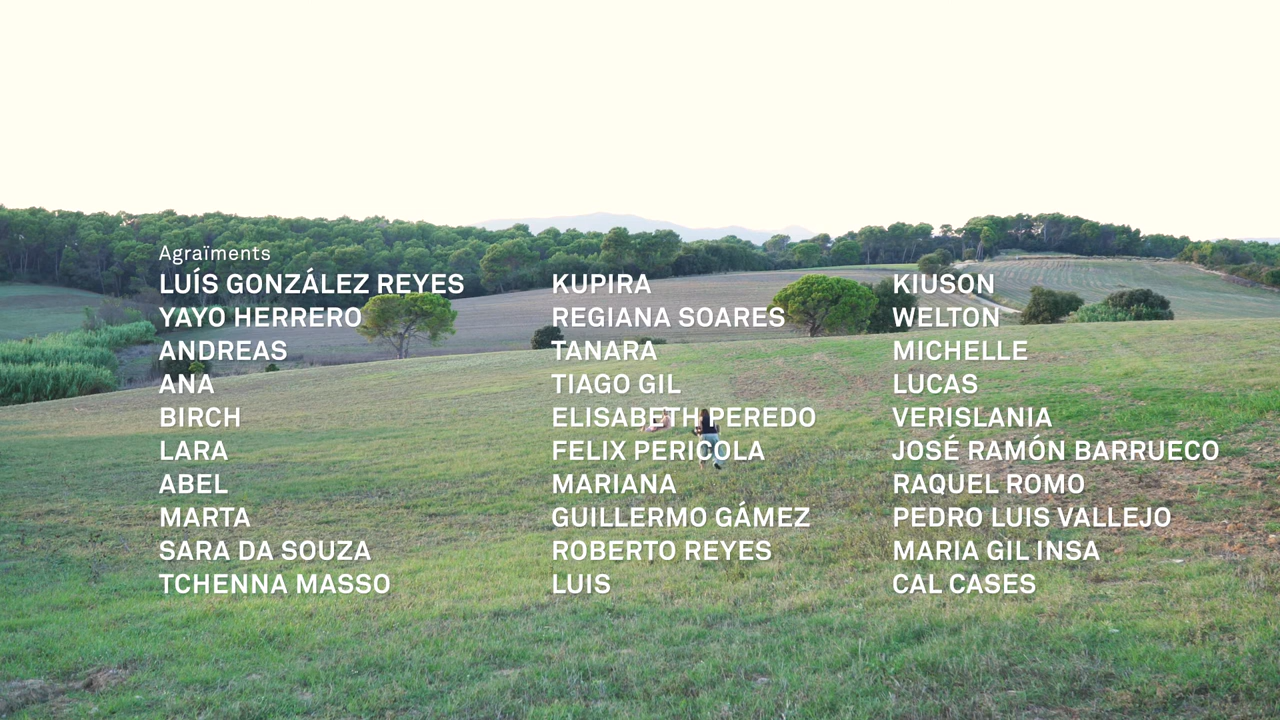 Agraïments
LUÍS GONZÁLEZ REYES
YAYO HERRERO
ANDREAS
ANA
BIRCH
LARA
ABEL
MARTA
SARA DA SOUZA
TCHENNA MASSO
KUPIRA
REGIANA SOARES
TANARA
TIAGO GIL
ELISABETH PEREDO
FELIX PERICOLA
MARIANA
GUILLERMO GÁMEZ
ROBERTO REYES
LUIS
KIUSON
WELTON
MICHELLE
LUCAS
VERISLANIA
JOSÉ RAMÓN BARRUECO
RAQUEL ROMO
PEDRO LUIS VALLEJO
MARIA GIL INSA
CAL CASES